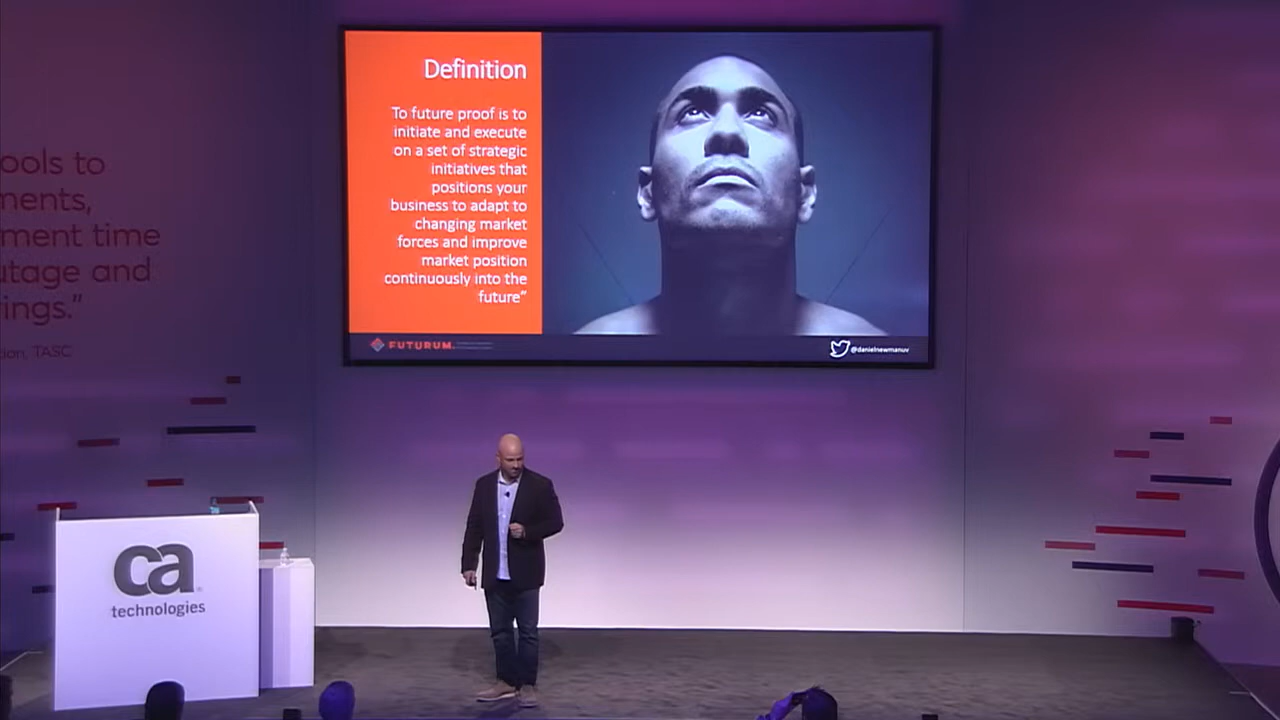 ools to
ments,
ment time
utage and
ings.”
ion, TASC
Definition
To future proof is to
initiate and execute
on a set of strategic
initiatives that
positions your
business to adapt to
changing market
forces and improve
market position
continuously into the
future”
FUTURUM
@danielnewmanuv
ca
technologies